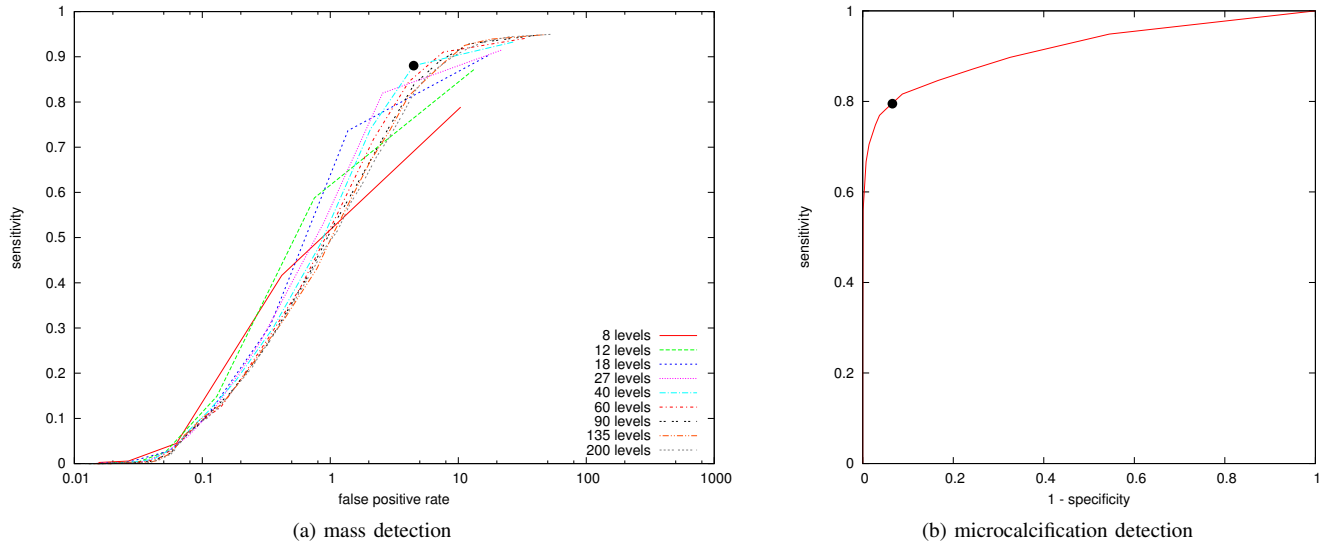 1
0.9
0.8
0.7
0.6
0.5
0.4
0.3
0.2
0.1
0
sensitivity
0.01
0.1
1
10
100
1000
false positive rate
8 levels
12 levels
18 levels
27 levels
40 levels
60 levels
90 levels
135 levels
200 levels
(a) mass detection
1
0.8
0.6
0.4
0.2
0
sensitivity
0
0.2
0.4
0.6
0.8
1
1 - specificity
(b) microcalcification detection